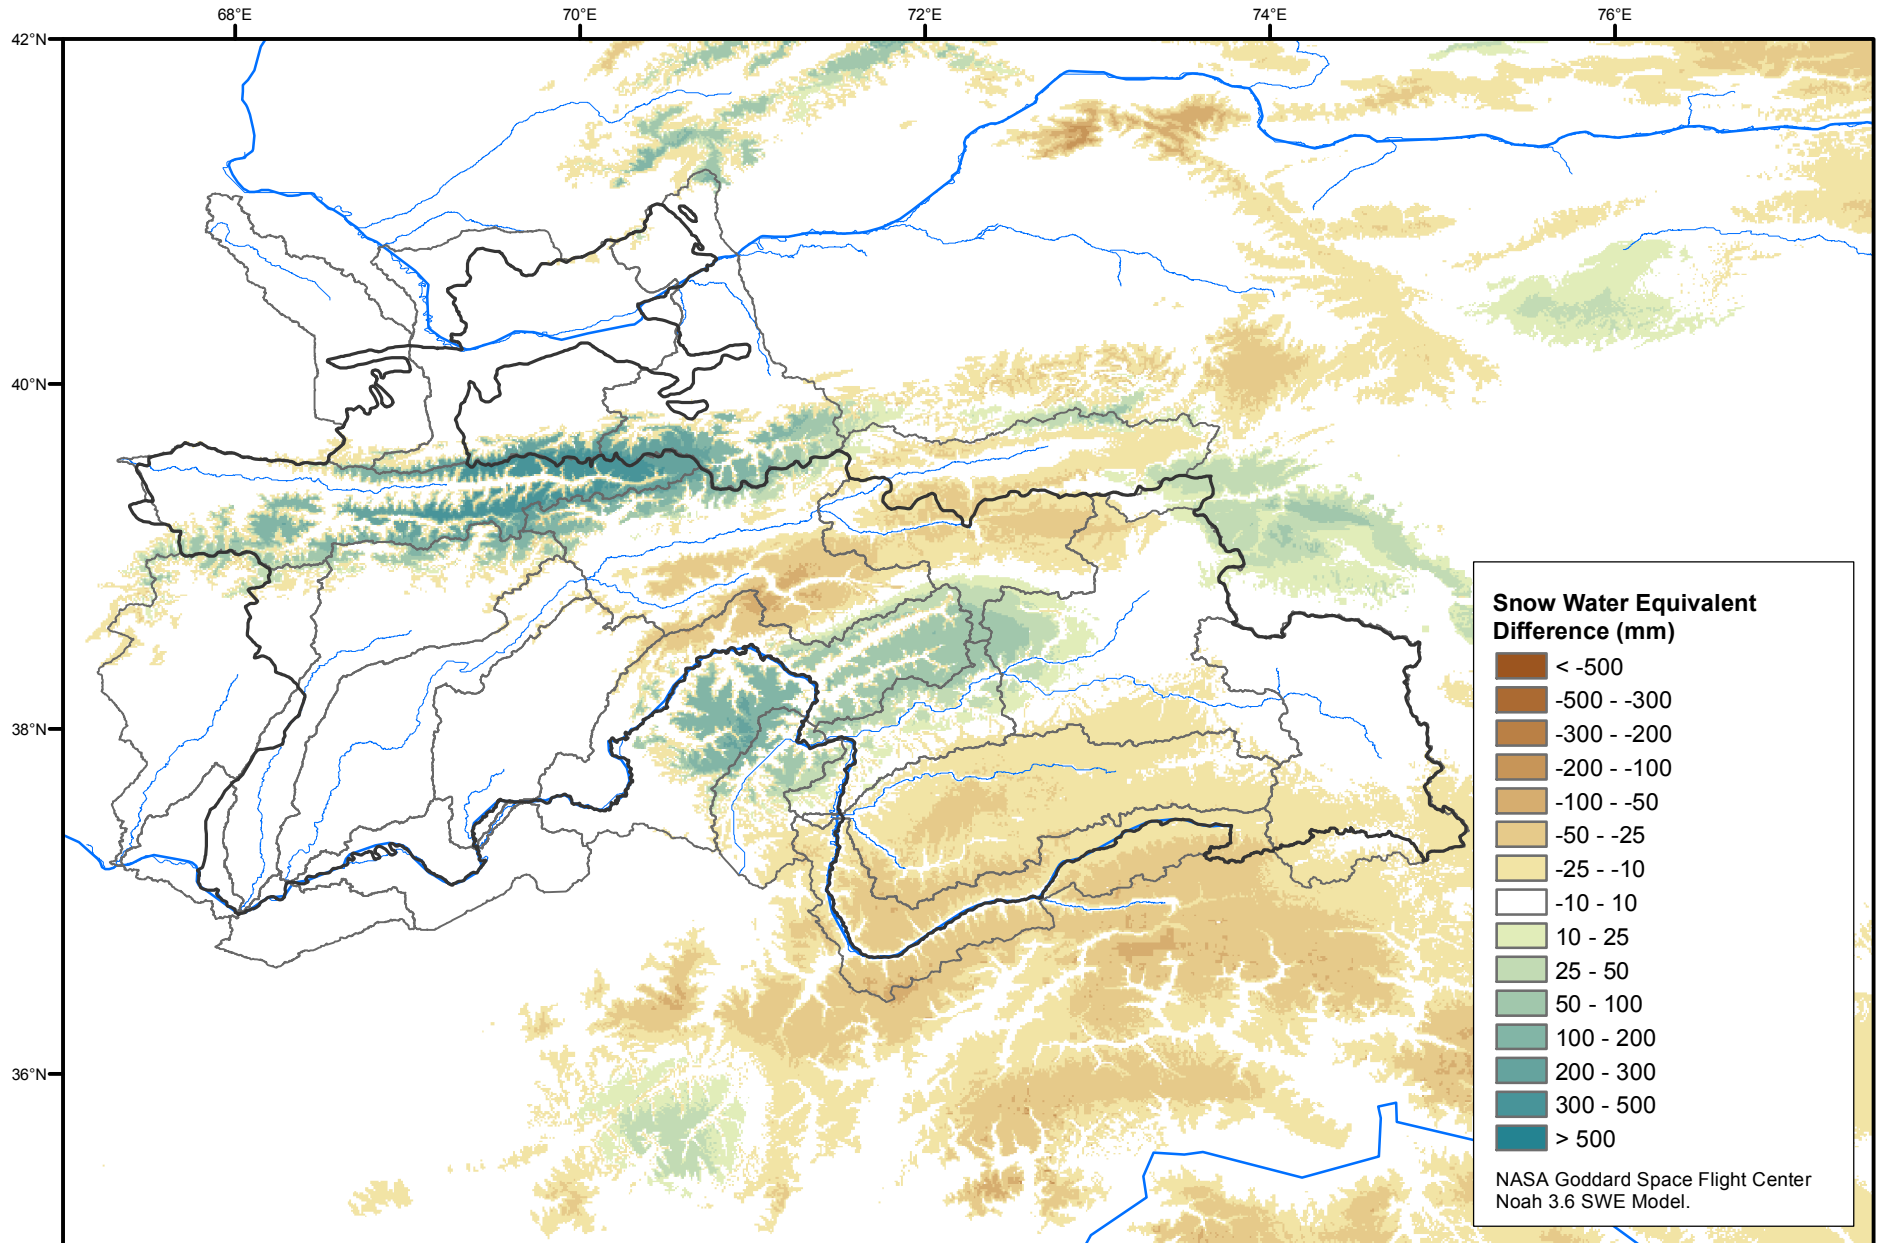 68°E
70°E
72°E
74°E
76°E
42°N
40°N
38°N
36°N
Snow Water Equivalent
Difference (mm)
< -500
-500 - -300
-300 - -200
-200 - -100
-100 - -50
-50 - -25
-25 - -10
-10 - 10
10 - 25
25 - 50
50 - 100
100 - 200
200 - 300
300 - 500
> 500
NASA Goddard Space Flight Center
Noah 3.6 SWE Model.